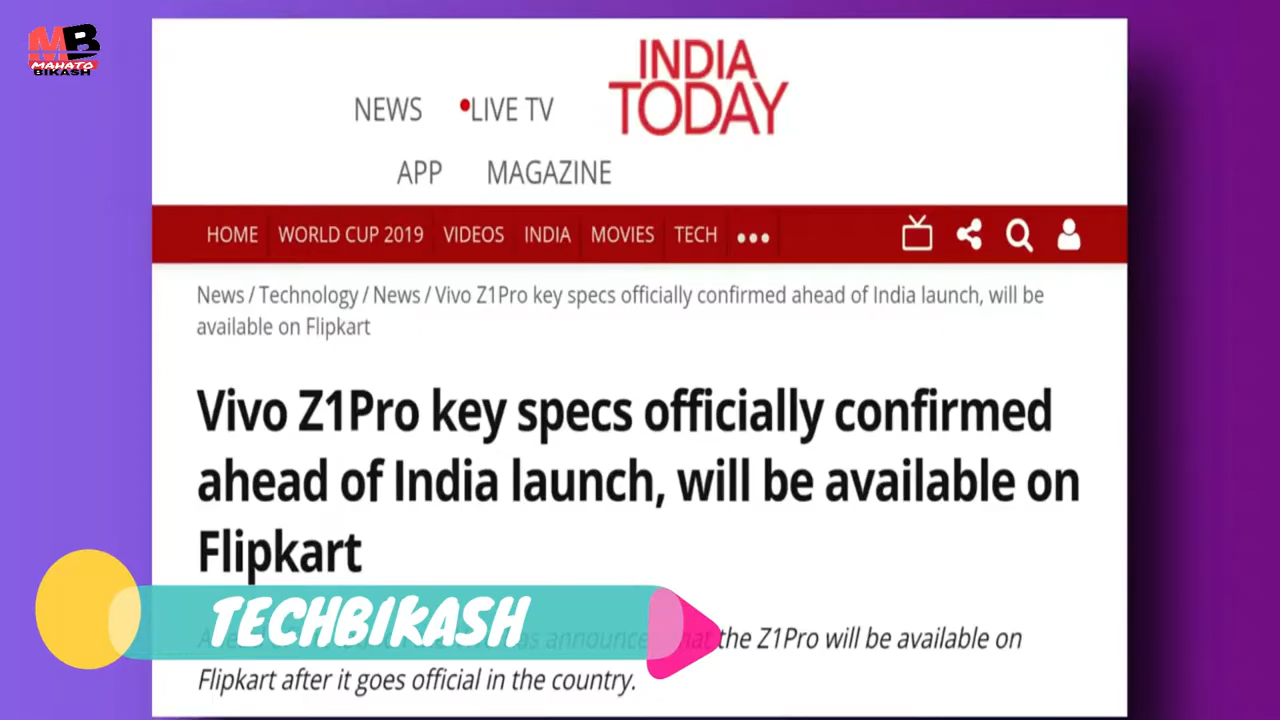 MB
MAHATO
BIKASH
INDIA
TODAY
NEWS LIVE TV
APP MAGAZINE
HOME WORLD CUP 2019 VIDEOS INDIA MOVIES TECH
News / Technology / News / Vivo Z1Pro key specs officially confirmed ahead of India launch, will be
available on Flipkart
Vivo Z1Pro key specs officially confirmed
ahead of India launch, will be available on
Flipkart
TECHBIKASH
the Z1Pro will be available on
Flipkart after it goes official in the country.